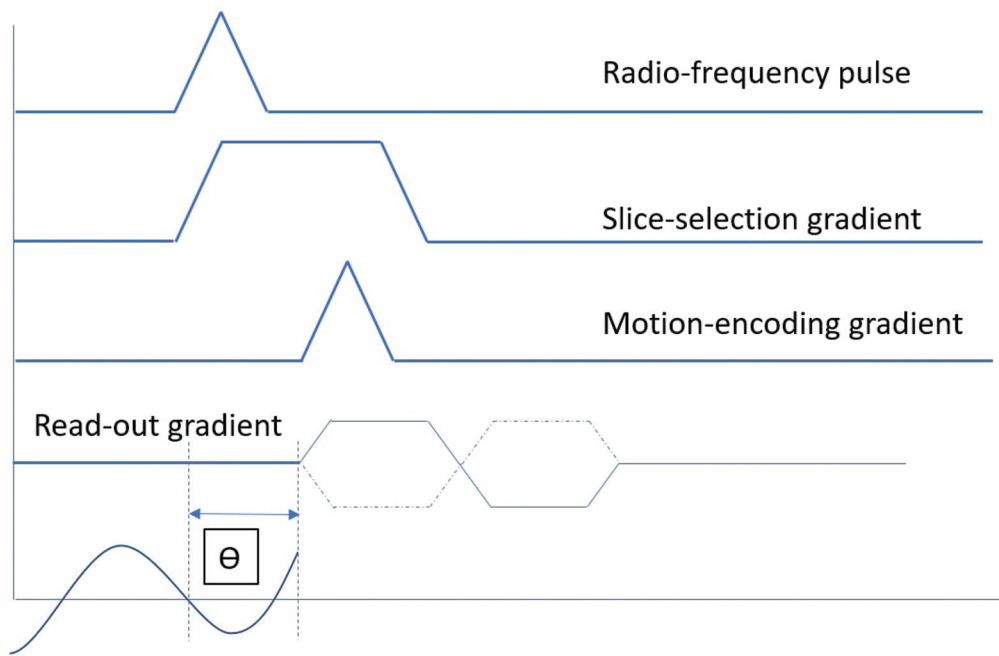 Radio-frequency pulse
Slice-selection gradient
Motion-encoding gradient
Read-out gradient
Ɵ